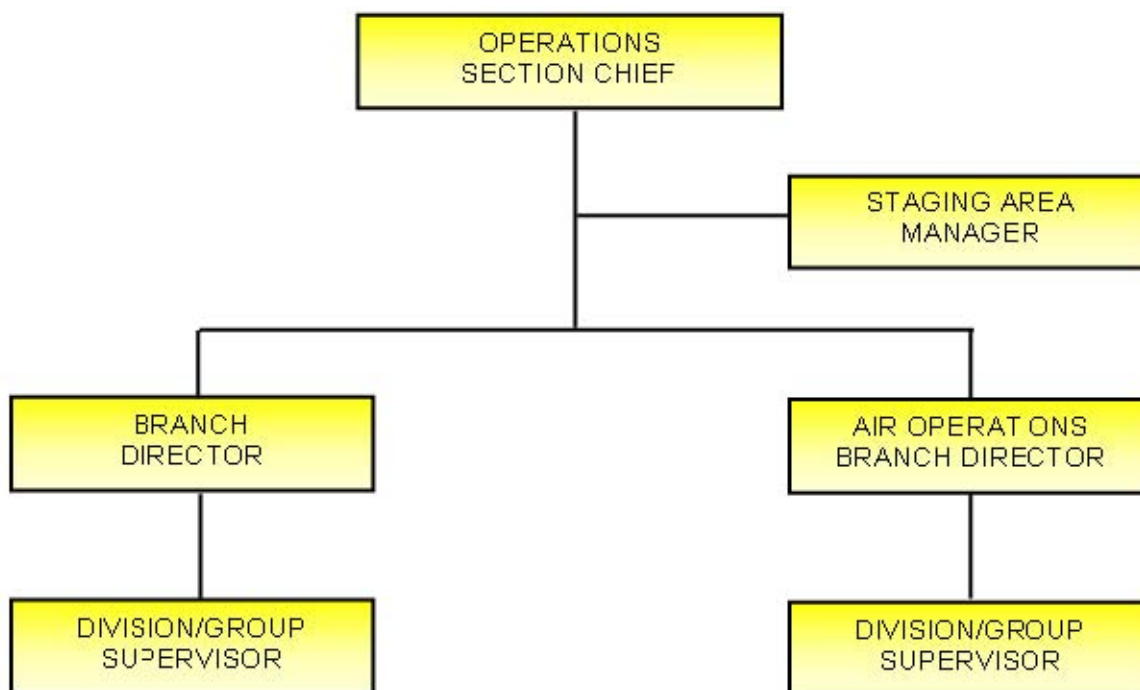 OPERATIONS
SECTION CHIEF
STAGING AREA
MANAGER
BRANCH
DIRECTOR
AIR OPERAT ONS
BRANCH DIRECTOR
DIVISION/GROUP
SUPERVISOR
DIVISION/GROUP
SUPERVISOR